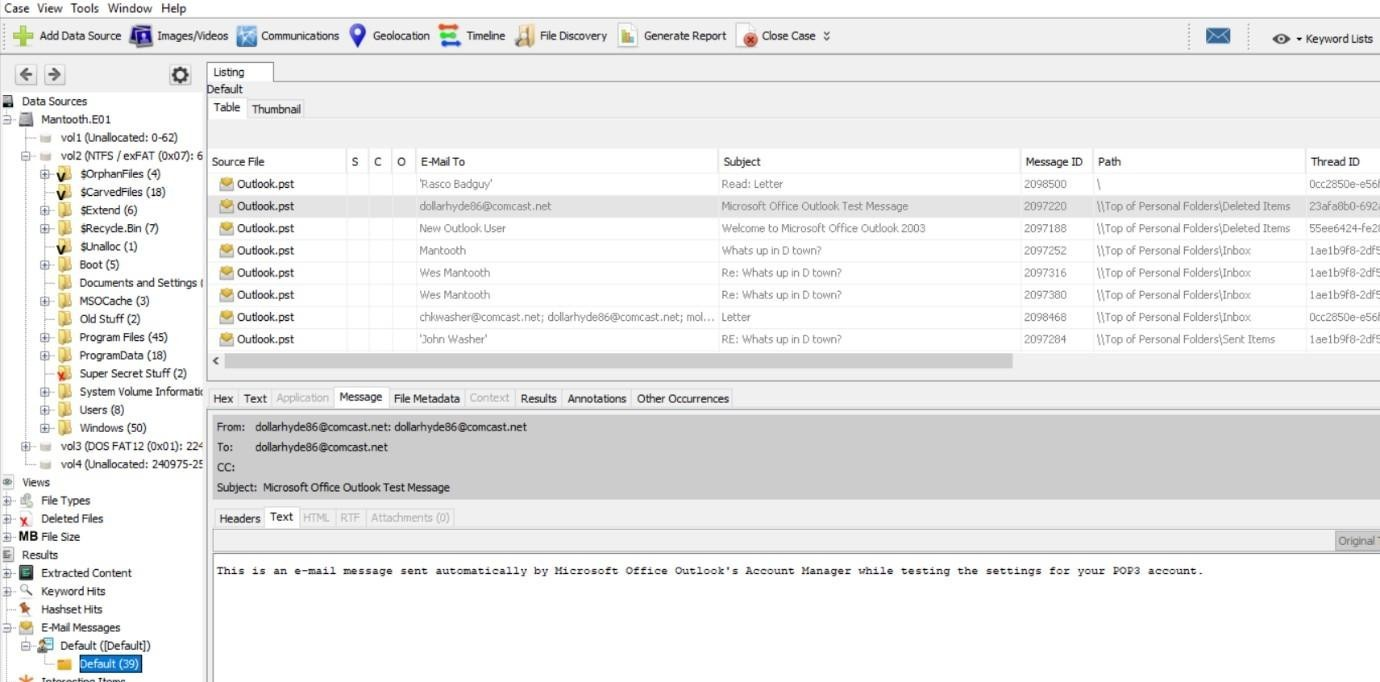 Case View Tools Window Help
Add Data Source Images/Videos Communications Geolocation Timeline File Discovery Generate Report Close Case Keyword Lists
Listing
Default
Table Thumbnail
Data Sources
Mantooth.E01
vol1 (Unallocated: 0-62)
vol2 (NTFS / exFAT (0x07): 6
$OrphanFiles (4)
$CarvedFiles (18)
$Extend (6)
$Recycle.Bin (7)
$Unalloc (1)
Boot (5)
Documents and Settings (
MSOCache (3)
Old Stuff (2)
Program Files (45)
ProgramData (18)
Super Secret Stuff (2)
System Volume Informatic
Users (8)
Windows (50)
vol3 (DOS FAT12 (0x01): 224
vol4 (Unallocated: 240975-25
Views
File Types
Deleted Files
MB File Size
Results
Extracted Content
Keyword Hits
Hashset Hits
E-Mail Messages
Default ([Default])
Default (39)
Interesting Items
Source File S C O E-Mail To Subject Message ID Path Thread ID
Outlook.pst 'Rasco Badguy' Read: Letter 2098500 \ 0cc2850e-e56f
Outlook.pst dollarhyde86@comcast.net Microsoft Office Outlook Test Message 2097220 \\Top of Personal Folders\Deleted Items 23afa8b0-692a
Outlook.pst New Outlook User Welcome to Microsoft Office Outlook 2003 2097188 \\Top of Personal Folders\Deleted Items 55ee6424-fe28
Outlook.pst Mantooth Whats up in D town? 2097252 \\Top of Personal Folders\Inbox 1ae1b9f8-2df5
Outlook.pst Wes Mantooth Re: Whats up in D town? 2097316 \\Top of Personal Folders\Inbox 1ae1b9f8-2df5
Outlook.pst Wes Mantooth Re: Whats up in D town? 2097380 \\Top of Personal Folders\Inbox 1ae1b9f8-2df5
Outlook.pst chkwasher@comcast.net; dollarhyde86@comcast.net; mol... Letter 2098468 \\Top of Personal Folders\Inbox 0cc2850e-e56f
Outlook.pst 'John Washer' RE: Whats up in D town? 2097284 \\Top of Personal Folders\Sent Items 1ae1b9f8-2df5
Hex Text Application Message File Metadata Context Results Annotations Other Occurrences
From: dollarhyde86@comcast.net: dollarhyde86@comcast.net
To: dollarhyde86@comcast.net
CC:
Subject: Microsoft Office Outlook Test Message
Headers Text HTML RTF Attachments (0)
Original
This is an e-mail message sent automatically by Microsoft Office Outlook's Account Manager while testing the settings for your POP3 account.